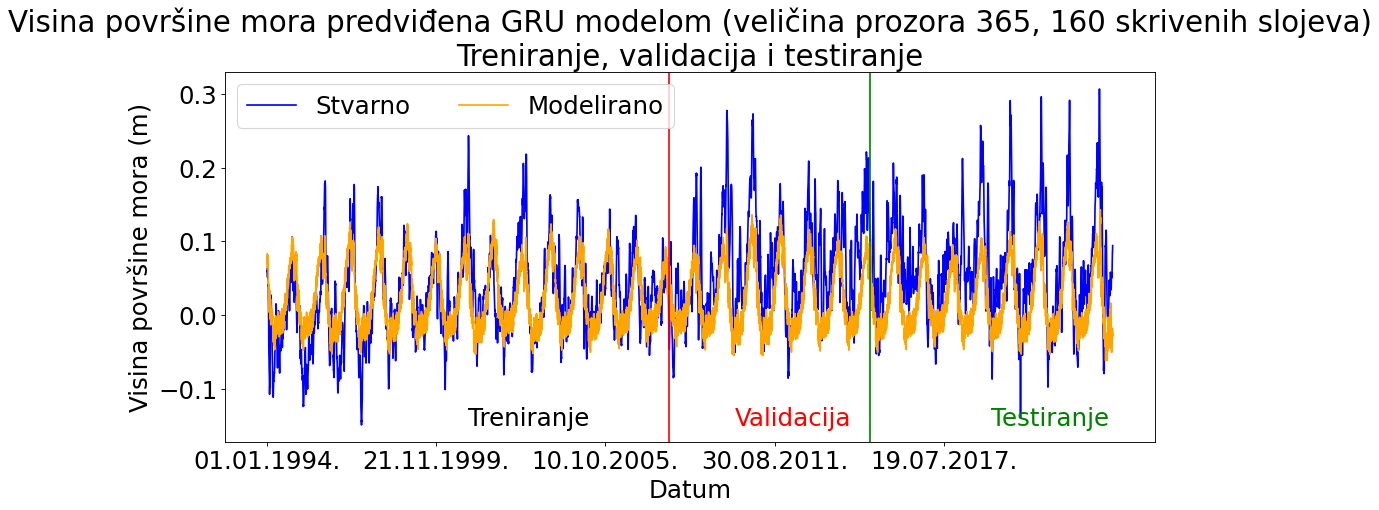 Visina površine mora predviđena GRU modelom (veličina prozora 365, 160 skrivenih slojeva)
Treniranje, validacija i testiranje
Stvarno
Modelirano
Visina površine mora (m)
0.3
0.2
0.1
0.0
−0.1
Treniranje
Validacija
Testiranje
01.01.1994.
21.11.1999.
10.10.2005.
30.08.2011.
19.07.2017.
Datum